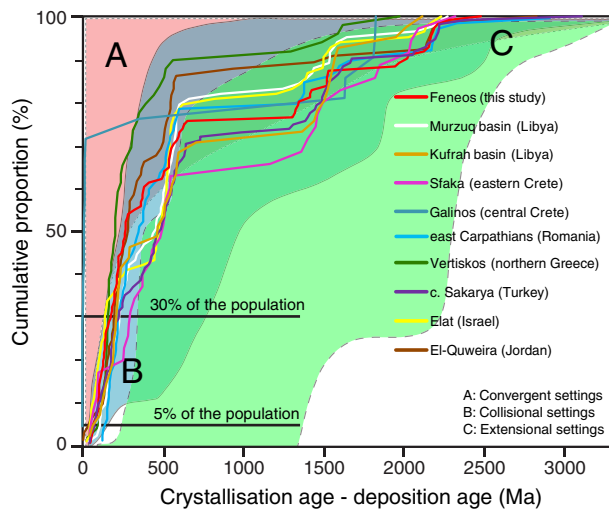 100
50
0
Cumulative proportion (%)
A
B
C
Feneos (this study)
Murzuq basin (Libya)
Kufrah basin (Libya)
Sfaka (eastern Crete)
Galinos (central Crete)
east Carpathians (Romania)
Vertiskos (northern Greece)
c. Sakarya (Turkey)
Elat (Israel)
El-Quweira (Jordan)
30% of the population
5% of the population
A: Convergent settings
B: Collisional settings
C: Extensional settings
0 500 1000 1500 2000 2500 3000
Crystallisation age - deposition age (Ma)